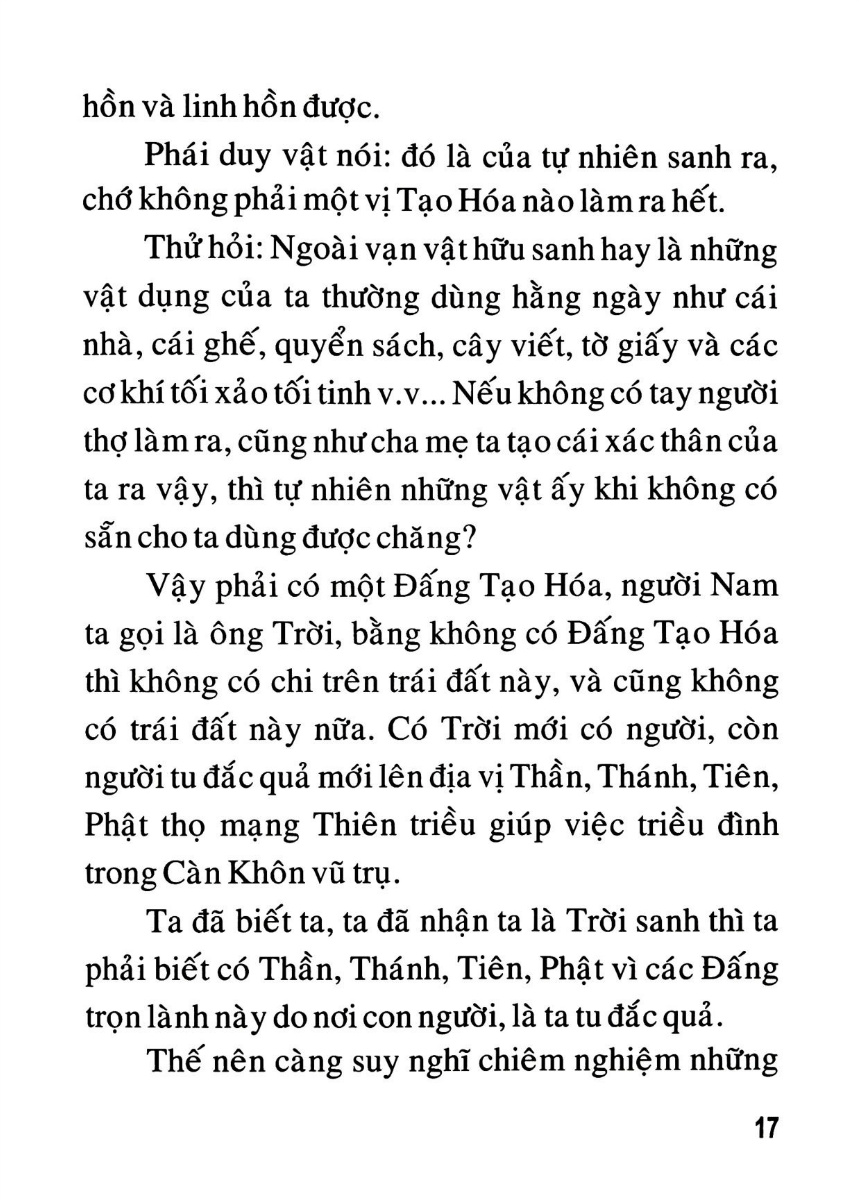 hồn và linh hồn được.
Phái duy vật nói: đó là của tự nhiên sanh ra,
chớ không phải một vị Tạo Hóa nào làm ra hết.
Thử hỏi: Ngoài vạn vật hữu sanh hay là những
vật dụng của ta thường dùng hằng ngày như cái
nhà, cái ghế, quyển sách, cây viết, tờ giấy và các
cơ khí tối xảo tối tinh v.v... Nếu không có tay người
thợ làm ra, cũng như cha mẹ ta tạo cái xác thân của
ta ra vậy, thì tự nhiên những vật ấy khi không có
sẵn cho ta dùng được chăng?
Vậy phải có một Đấng Tạo Hóa, người Nam
ta gọi là ông Trời, bằng không có Đấng Tạo Hóa
thì không có chi trên trái đất này, và cũng không
có trái đất này nữa. Có Trời mới có người, còn
người tu đắc quả mới lên địa vị Thần, Thánh, Tiên,
Phật thọ mạng Thiên triều giúp việc triều đình
trong Càn Khôn vũ trụ.
Ta đã biết ta, ta đã nhận ta là Trời sanh thì ta
phải biết có Thần, Thánh, Tiên, Phật vì các Đấng
trọn lành này do nơi con người, là ta tu đắc quả.
Thế nên càng suy nghĩ chiêm nghiệm những
17